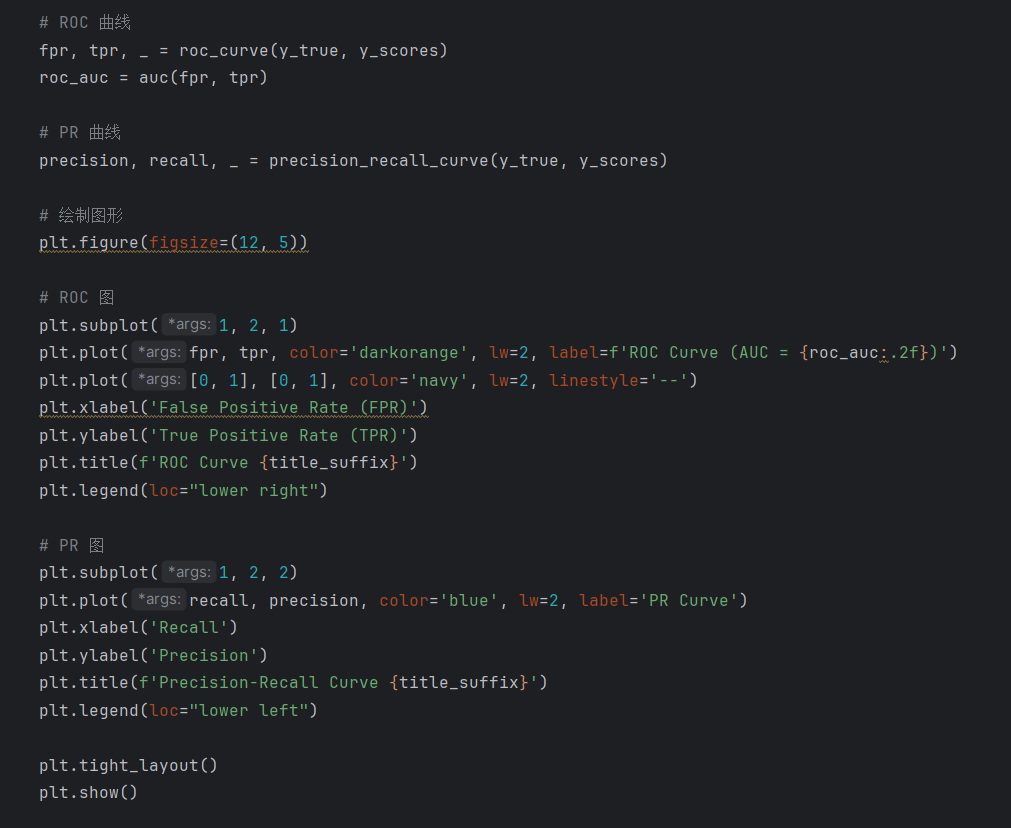 # ROC 曲线
fpr, tpr, _ = roc_curve(y_true, y_scores)
roc_auc = auc(fpr, tpr)
# PR 曲线
precision, recall, _ = precision_recall_curve(y_true, y_scores)
# 绘制图形
plt.figure(figsize=(12, 5))
# ROC 图
plt.subplot( *args: 1, 2, 1)
plt.plot( *args: fpr, tpr, color='darkorange', lw=2, label=f'ROC Curve (AUC = {roc_auc:.2f})')
plt.plot( *args: [0, 1], [0, 1], color='navy', lw=2, linestyle='--')
plt.xlabel('False Positive Rate (FPR)')
plt.ylabel('True Positive Rate (TPR)')
plt.title(f'ROC Curve {title_suffix}')
plt.legend(loc="lower right")
# PR 图
plt.subplot( *args: 1, 2, 2)
plt.plot( *args: recall, precision, color='blue', lw=2, label='PR Curve')
plt.xlabel('Recall')
plt.ylabel('Precision')
plt.title(f'Precision-Recall Curve {title_suffix}')
plt.legend(loc="lower left")
plt.tight_layout()
plt.show()